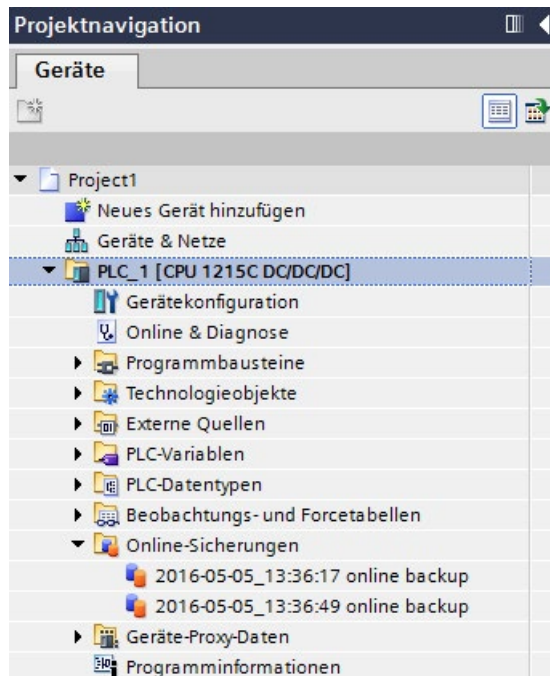 Projektnavigation
Geräte
Project1
Neues Gerät hinzufügen
Geräte & Netze
PLC_1 [CPU 1215C DC/DC/DC]
Gerätekonfiguration
Online & Diagnose
Programmbausteine
Technologieobjekte
Externe Quellen
PLC-Variablen
PLC-Datentypen
Beobachtungs- und Forcetabellen
Online-Sicherungen
2016-05-05_13:36:17 online backup
2016-05-05_13:36:49 online backup
Geräte-Proxy-Daten
Programminformationen